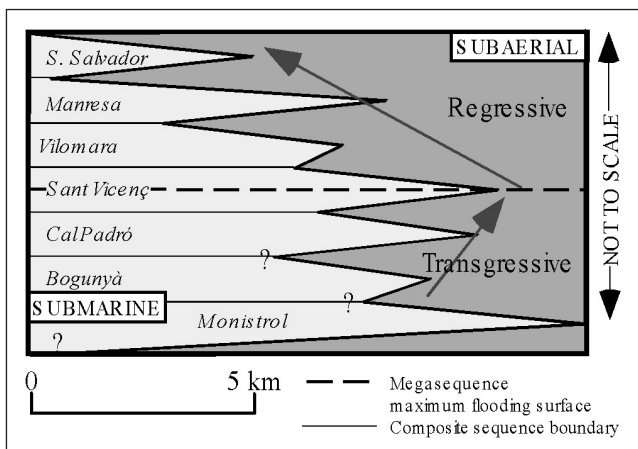 SUBAERIAL
S. Salvador
Manresa
Regressive
Vilomara
Sant Vicenç
NOT TO SCALE
Cal Padró
?
Transgressive
Bogunyà
?
SUBMARINE
Monistrol
?
0
5 km
Megasequence
maximum flooding surface
Composite sequence boundary